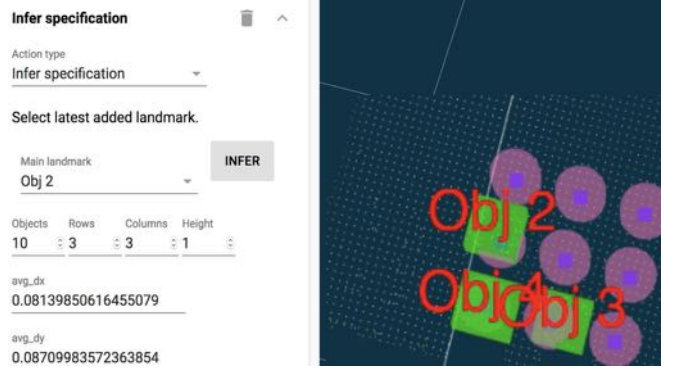 Infer specification
Action type
Infer specification
Select latest added landmark.
Main landmark
Obj 2
INFER
Objects Rows Columns Height
10 3 3 1
avg_dx
0.08139850616455079
avg_dy
0.08709983572363854
Obj 2
Obj 4
Obj 3